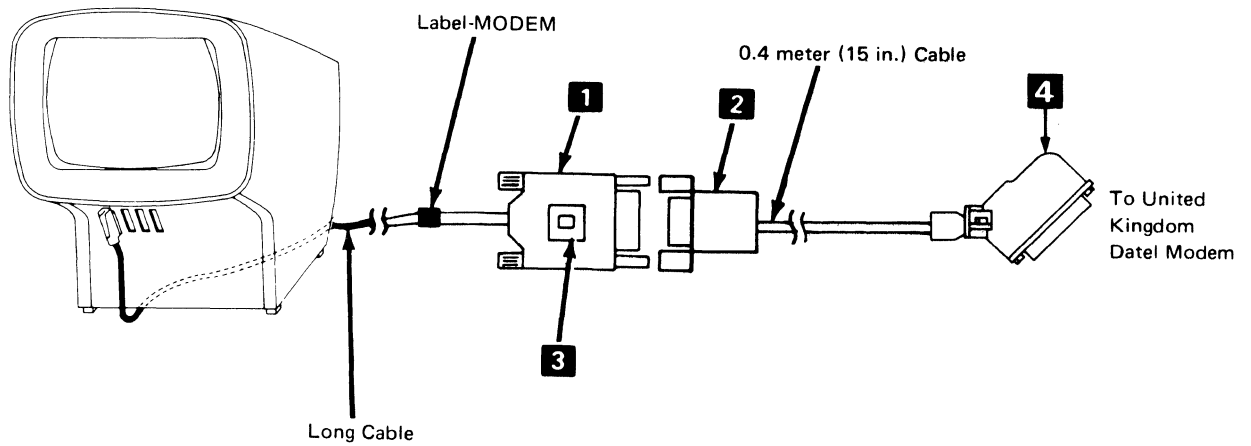 Label-MODEM
0.4 meter (15 in.) Cable
1
2
4
To United
Kingdom
Datel Modem
3
Long Cable